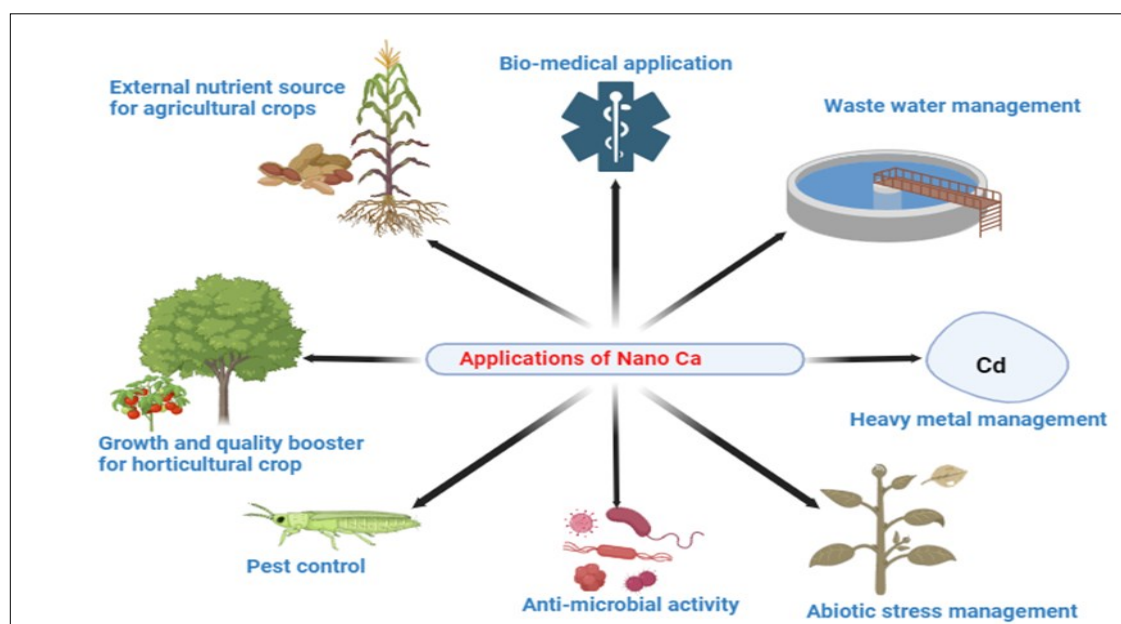 Bio-medical application
External nutrient source
for agricultural crops
Waste water management
Applications of Nano Ca
Cd
Heavy metal management
Growth and quality booster
for horticultural crop
Pest control
Anti-microbial activity
Abiotic stress management